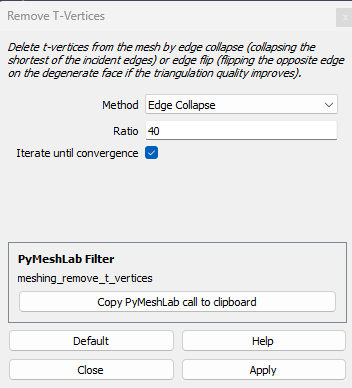 Remove T-Vertices
Delete t-vertices from the mesh by edge collapse (collapsing the
shortest of the incident edges) or edge flip (flipping the opposite edge
on the degenerate face if the triangulation quality improves).
Method Edge Collapse
Ratio 40
Iterate until convergence
PyMeshLab Filter
meshing_remove_t_vertices
Copy PyMeshLab call to clipboard
Default Help
Close Apply